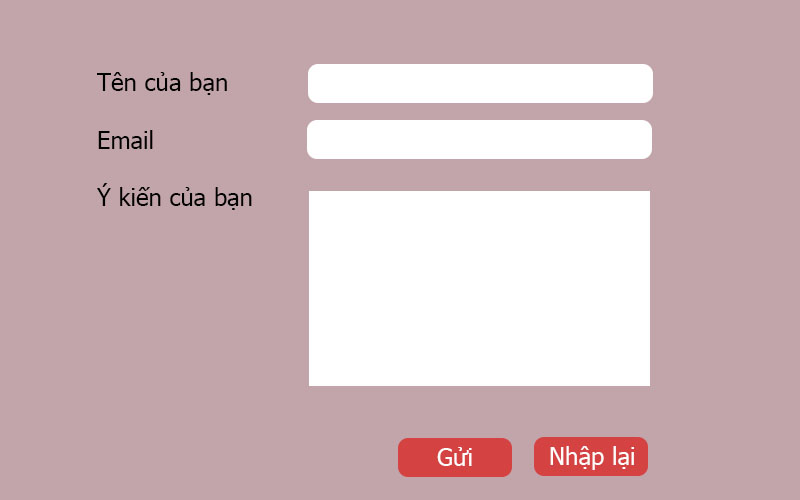 Tên của bạn
Email
Ý kiến của bạn
Gửi
Nhập lại